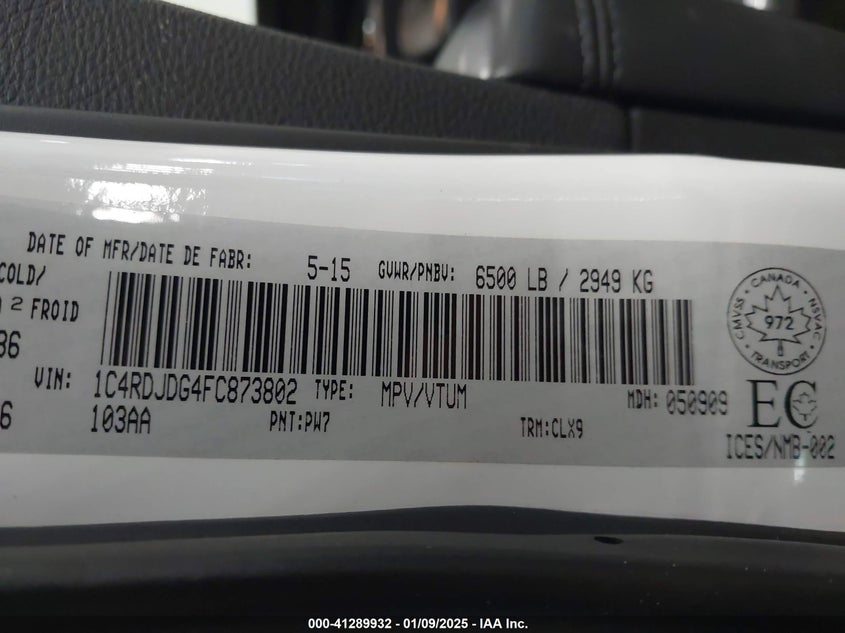 DATE OF MFR/DATE DE FABR: 5-15 GVWR/PNBV: 6500 LB / 2949 KG
COLD/
2 FROID
36
VIN: 1C4RDJDG4FC873802 TYPE: MPV/VTUM MDH: 050909
6 103AA PNT:PW7 TRM:CLX9
CANADA
CMVSS NSVAC
972
TRANSPORT
EC
ICES/NMB-002
000-41289932 - 01/09/2025 - IAA Inc.